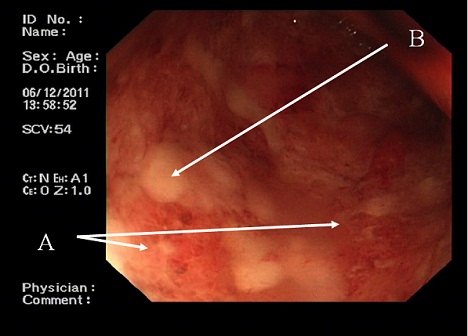 ID No.:
Name:
Sex: Age:
D.O.Birth:
06/12/2011
13:58:52
SCV:54
CT:N EH:A1
CE:0 Z:1.0
Physician:
Comment:
A
B